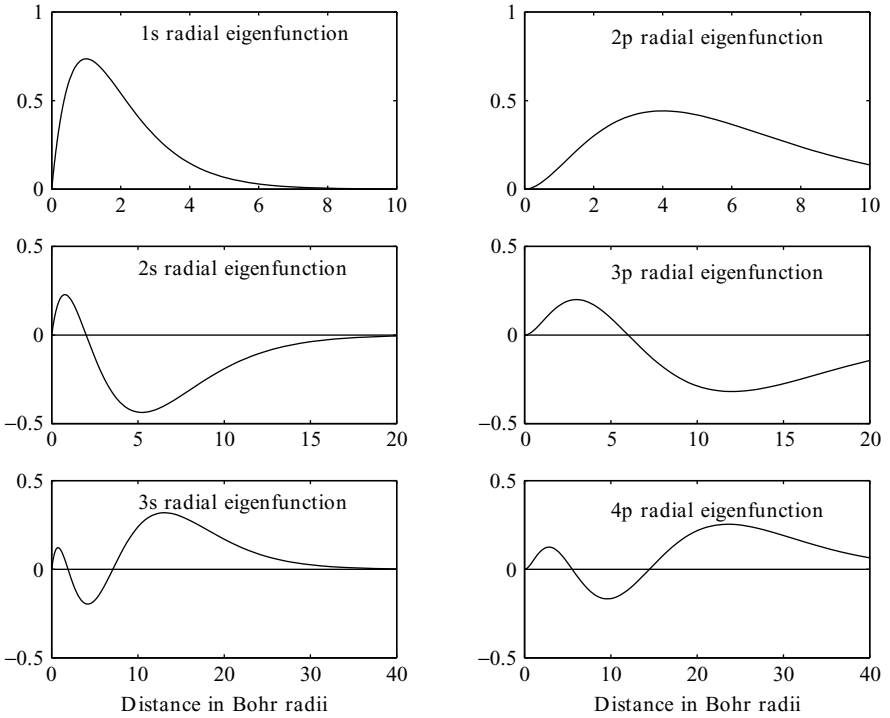 1s radial eigenfunction
1
0.5
0
0 2 4 6 8 10
2p radial eigenfunction
1
0.5
0
0 2 4 6 8 10
2s radial eigenfunction
0.5
0
−0.5
0 5 10 15 20
3p radial eigenfunction
0.5
0
−0.5
0 5 10 15 20
3s radial eigenfunction
0.5
0
−0.5
0 10 20 30 40
Distance in Bohr radii
4p radial eigenfunction
0.5
0
−0.5
0 10 20 30 40
Distance in Bohr radii